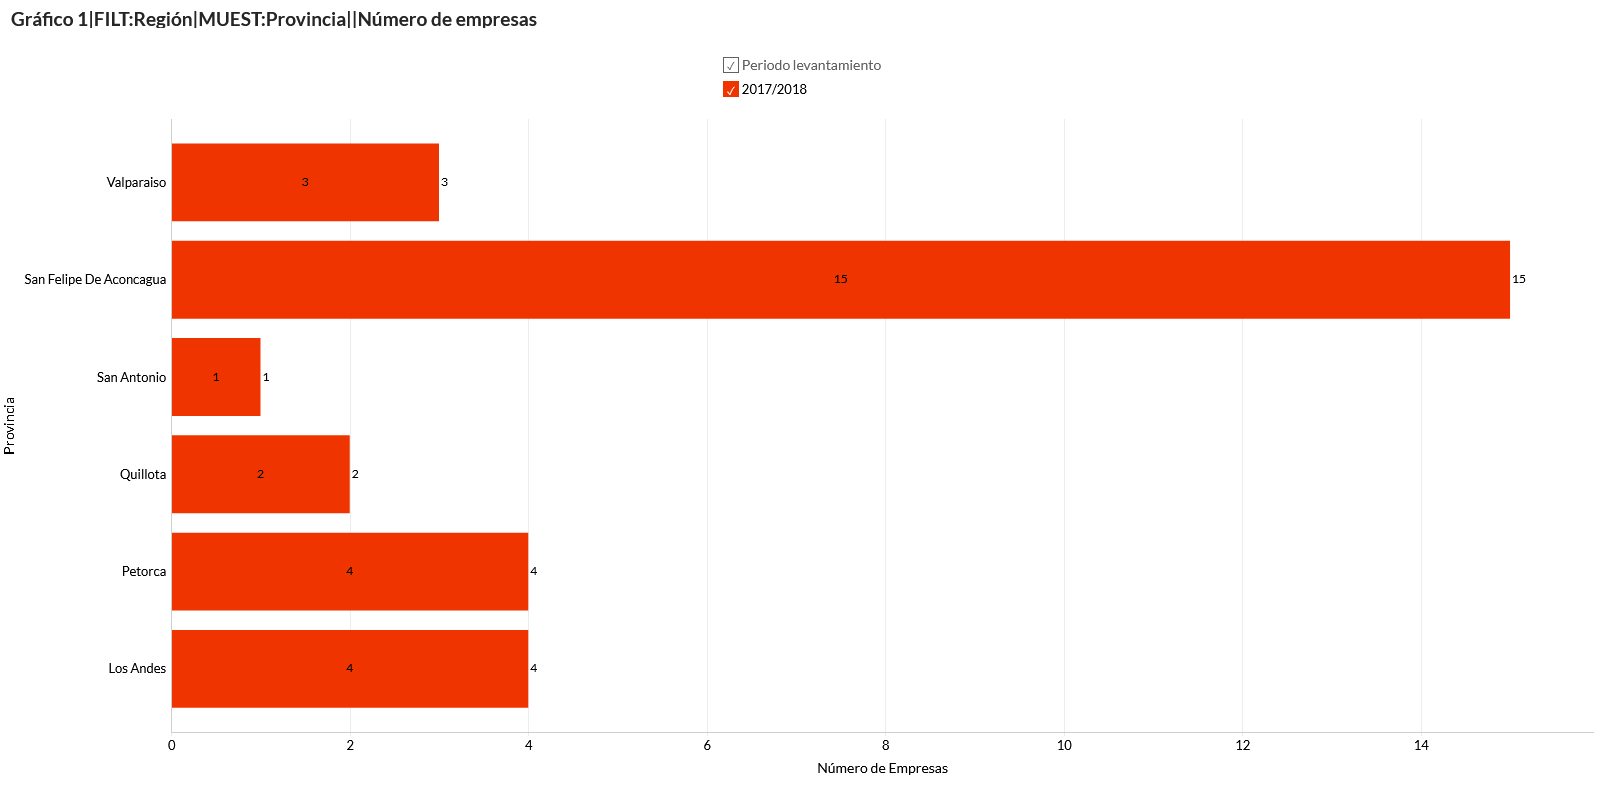 Gráfico 1|FILT:Región|MUEST:Provincia||Número de empresas
Periodo levantamiento
2017/2018
Provincia
Valparaiso 3 3
San Felipe De Aconcagua 15 15
San Antonio 1 1
Quillota 2 2
Petorca 4 4
Los Andes 4 4
0 2 4 6 8 10 12 14
Número de Empresas